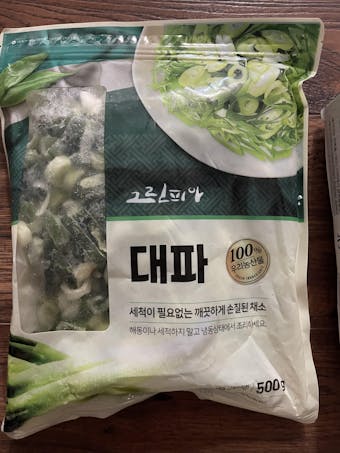 그린피아
대파
100%
우리농산물
세척이 필요없는 깨끗하게 손질된 채소
해동이나 세척하지 말고 냉동상태에서 조리하세요.
500g